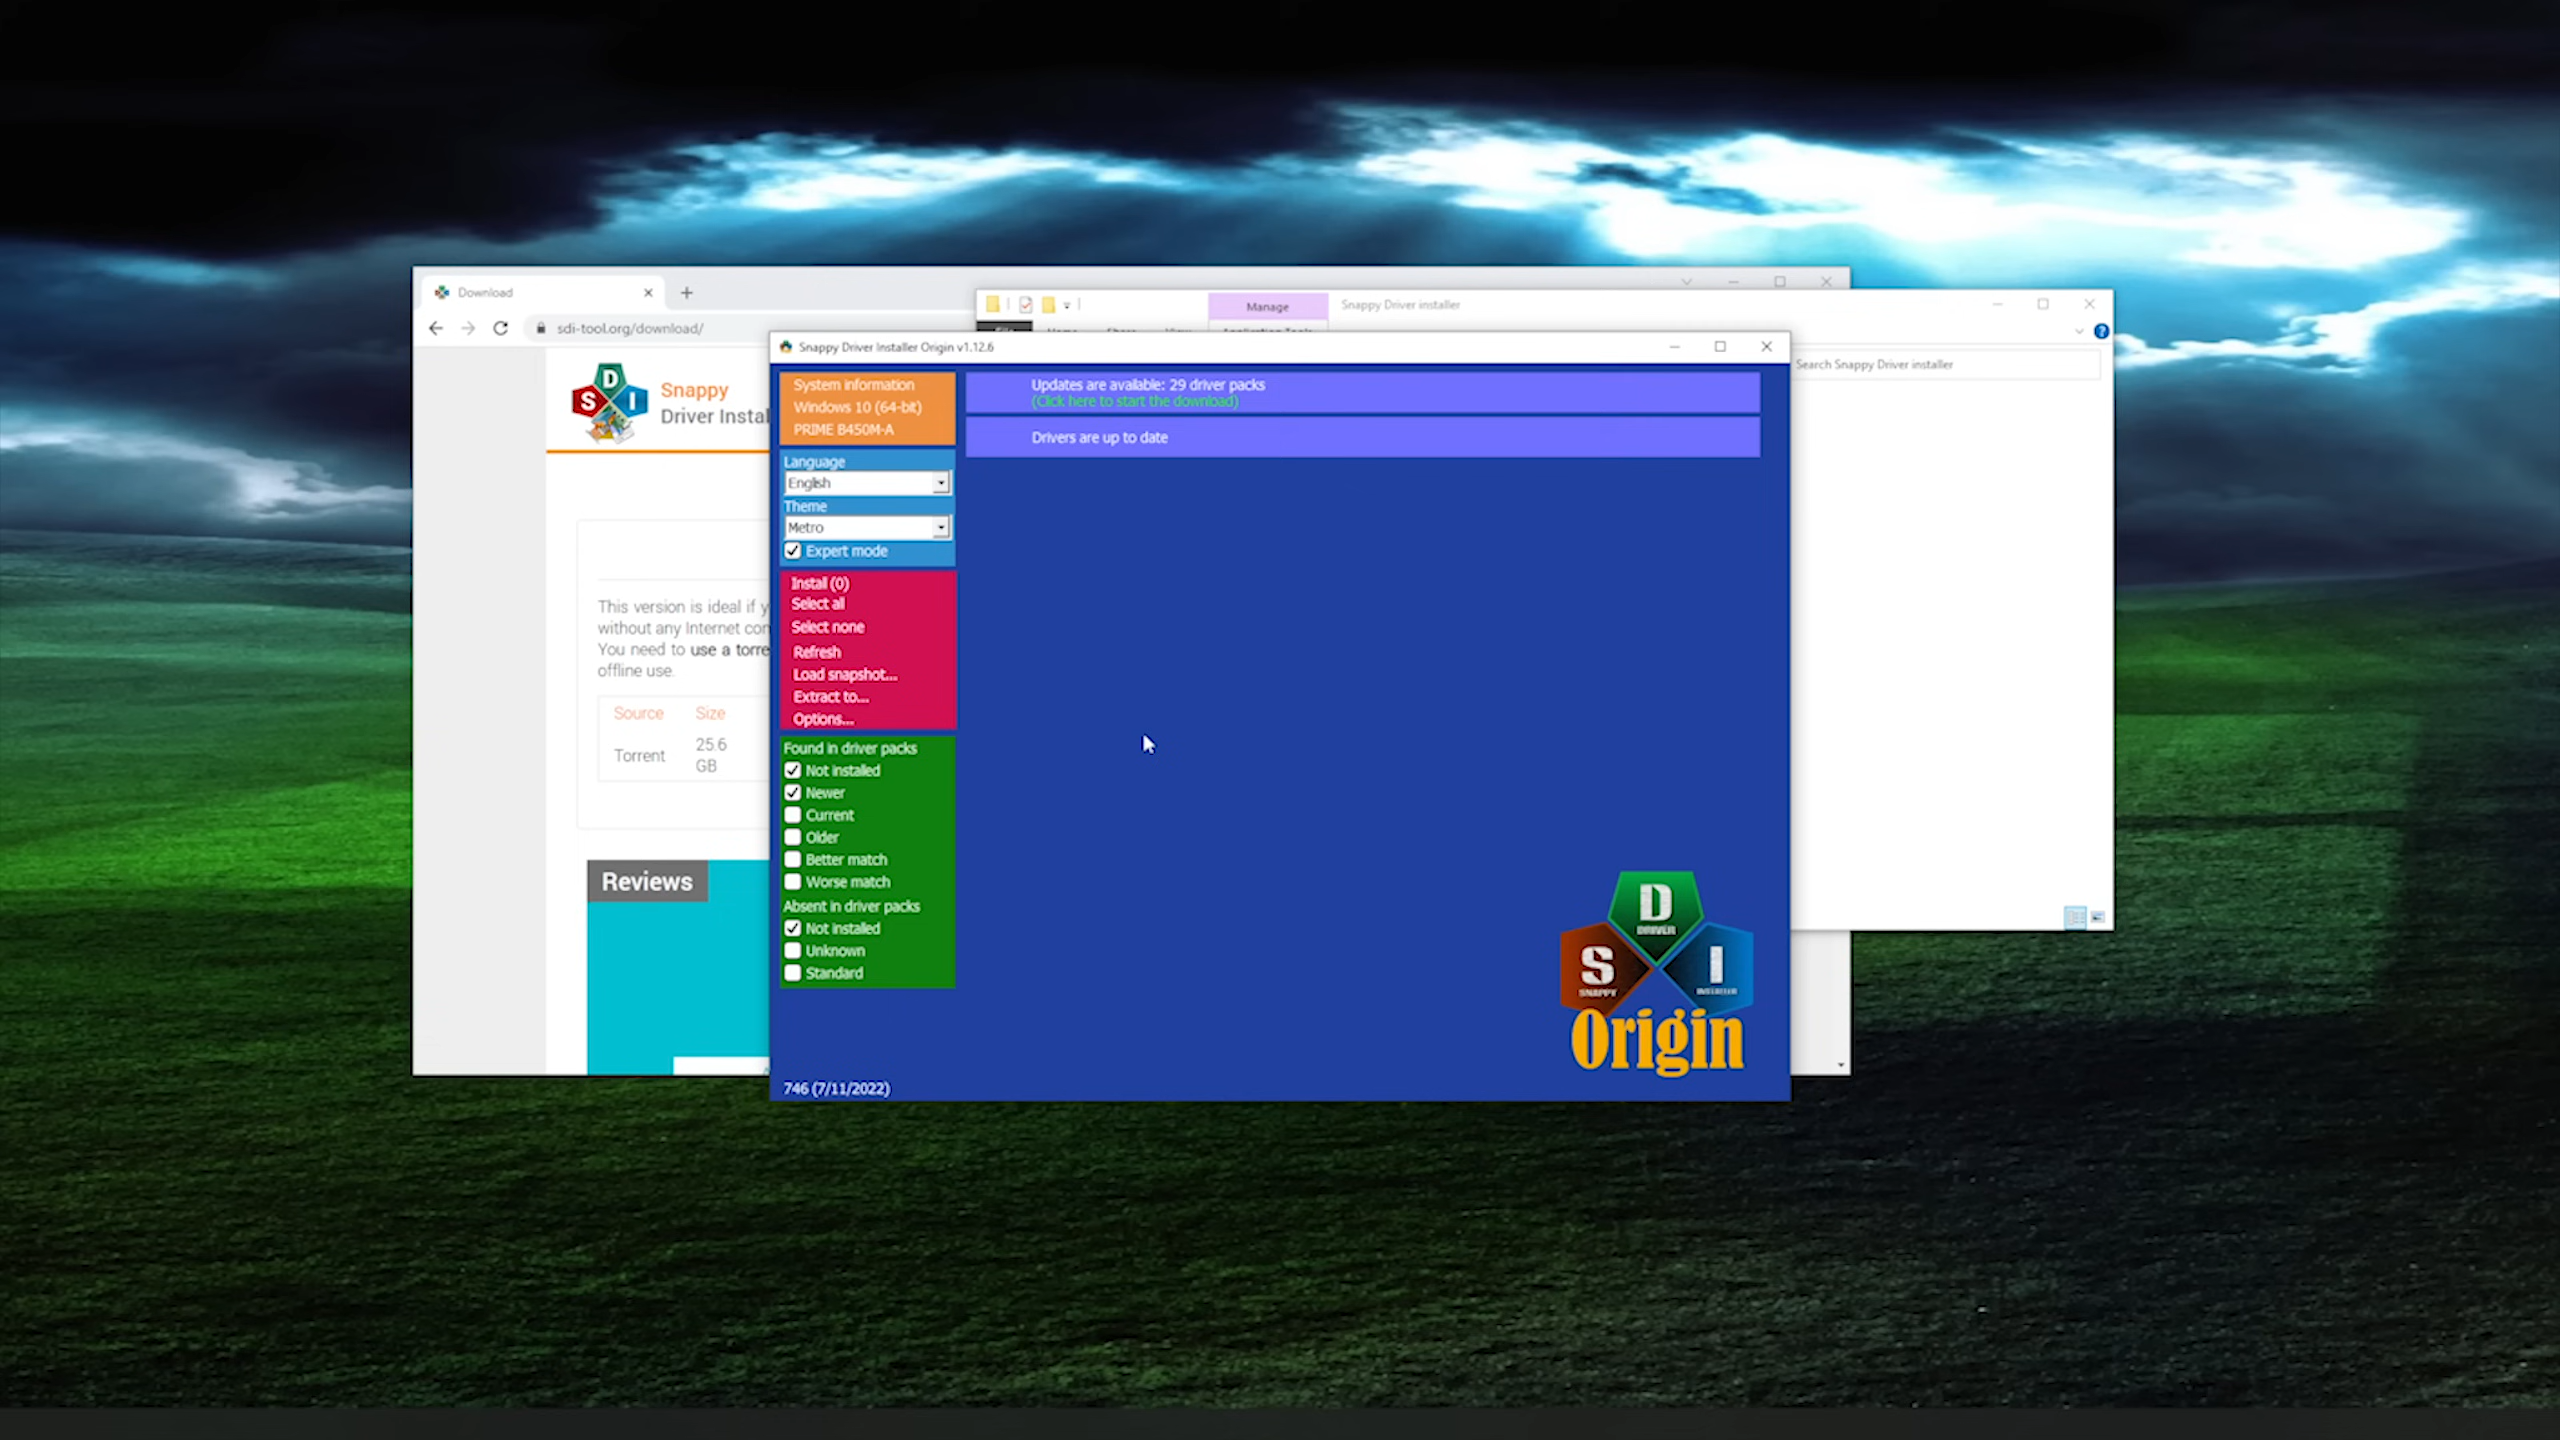 Download
sdi-tool.org/download/
Manage
Snappy Driver installer
Search Snappy Driver installer
D
S
I
Snappy
Driver Instal
This version is ideal if y
without any Internet con
You need to use a torre
offline use.
Source Size
Torrent 25.6
GB
Reviews
Snappy Driver Installer Origin v1.12.6
System information
Windows 10 (64-bit)
PRIME B450M-A
Language
English
Theme
Metro
Expert mode
Install (0)
Select all
Select none
Refresh
Load snapshot...
Extract to...
Options...
Found in driver packs
Not installed
Newer
Current
Older
Better match
Worse match
Absent in driver packs
Not installed
Unknown
Standard
746 (7/11/2022)
Updates are available: 29 driver packs
(Click here to start the download)
Drivers are up to date
D
DRIVER
S
SNAPPY
I
INSTALLER
Origin